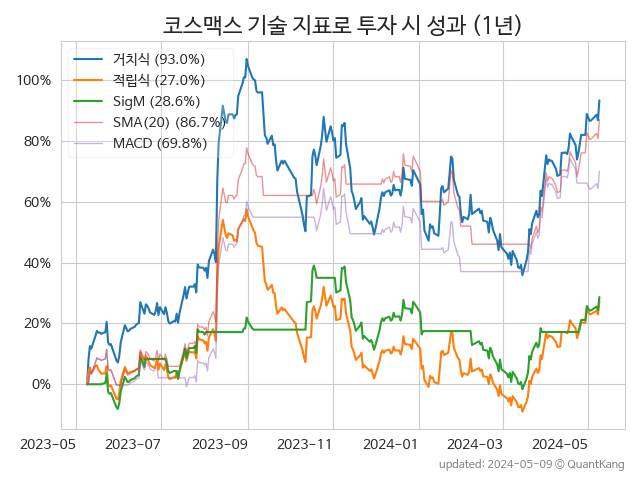 코스맥스 기술 지표로 투자 시 성과 (1년)
거치식 (93.0%)
적립식 (27.0%)
SigM (28.6%)
SMA(20) (86.7%)
MACD (69.8%)
100%
80%
60%
40%
20%
0%
2023-05 2023-07 2023-09 2023-11 2024-01 2024-03 2024-05
updated: 2024-05-09 © QuantKang